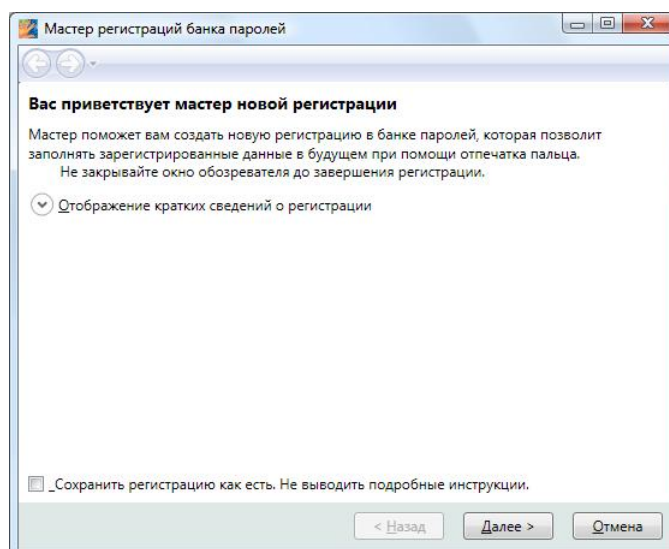 Мастер регистраций банка паролей
Вас приветствует мастер новой регистрации
Мастер поможет вам создать новую регистрацию в банке паролей, которая позволит
заполнять зарегистрированные данные в будущем при помощи отпечатка пальца.
Не закрывайте окно обозревателя до завершения регистрации.
Отображение кратких сведений о регистрации
_Сохранить регистрацию как есть. Не выводить подробные инструкции.
< Назад Далее > Отмена